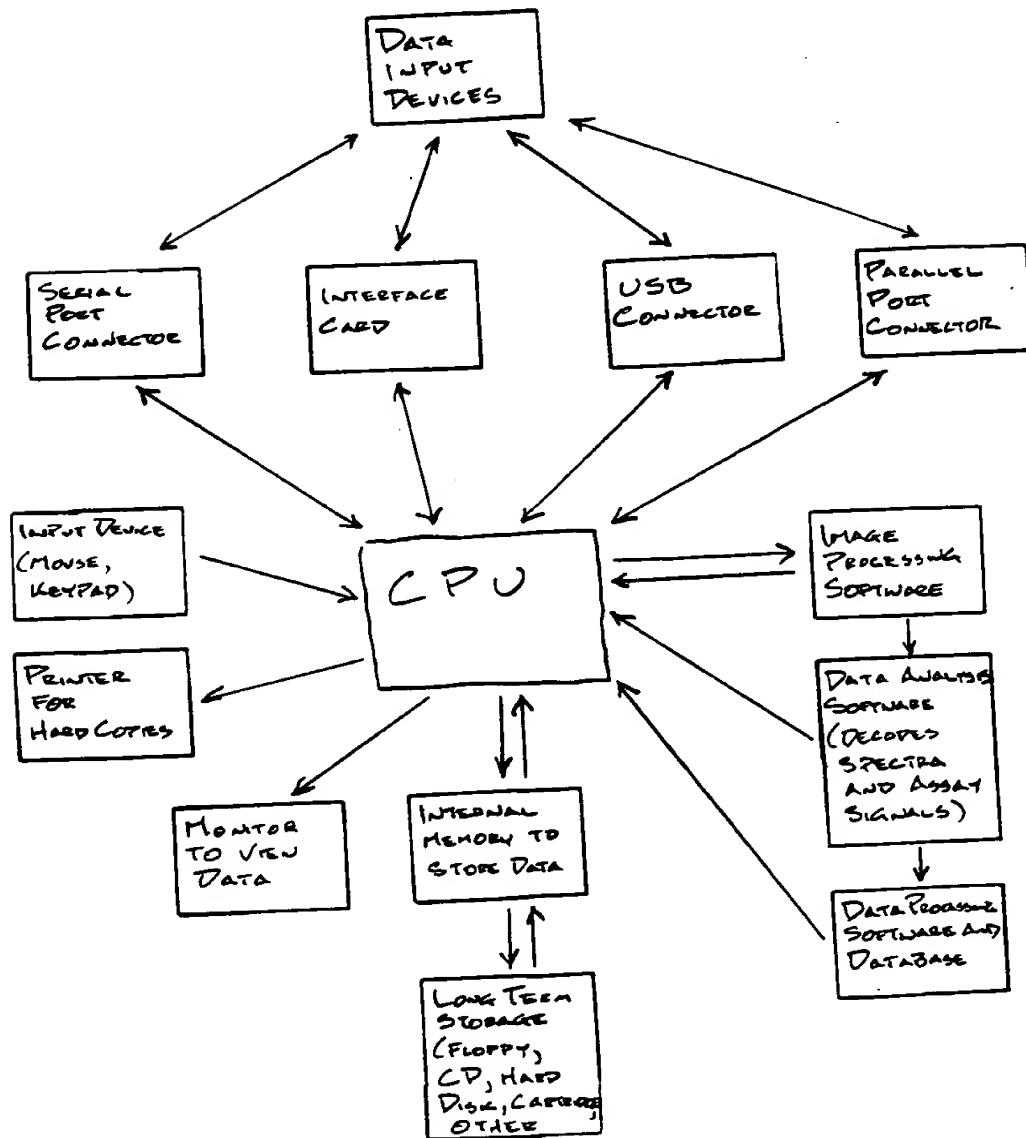 DATA
INPUT
DEVICES
SERIAL
PORT
CONNECTOR
INTERFACE
CARD
USB
CONNECTOR
PARALLEL
PORT
CONNECTOR
INPUT DEVICE
(MOUSE,
KEYPAD)
CPU
IMAGE
PROCESSING
SOFTWARE
PRINTER
FOR
HARD COPIES
DATA ANALYSIS
SOFTWARE
(DECODES
SPECTRA
AND ASSAY
SIGNALS)
MONITOR
TO VIEW
DATA
INTERNAL
MEMORY TO
STORE DATA
DATA PROCESSING
SOFTWARE AND
DATABASE
LONG TERM
STORAGE
(FLOPPY,
CD, HARD
DISK, CARTRIDGE,
OTHER